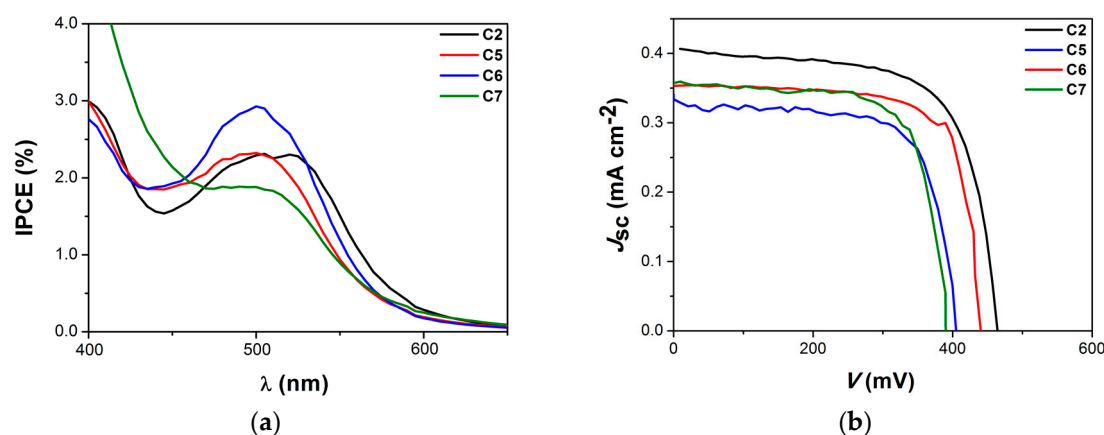 4.0
3.0
2.0
1.0
0.0
IPCE (%)
400
500
600
λ (nm)
C2
C5
C6
C7
(a)
0.4
0.3
0.2
0.1
0.0
Jsc (mA cm-2)
0
200
400
600
V (mV)
C2
C5
C6
C7
(b)